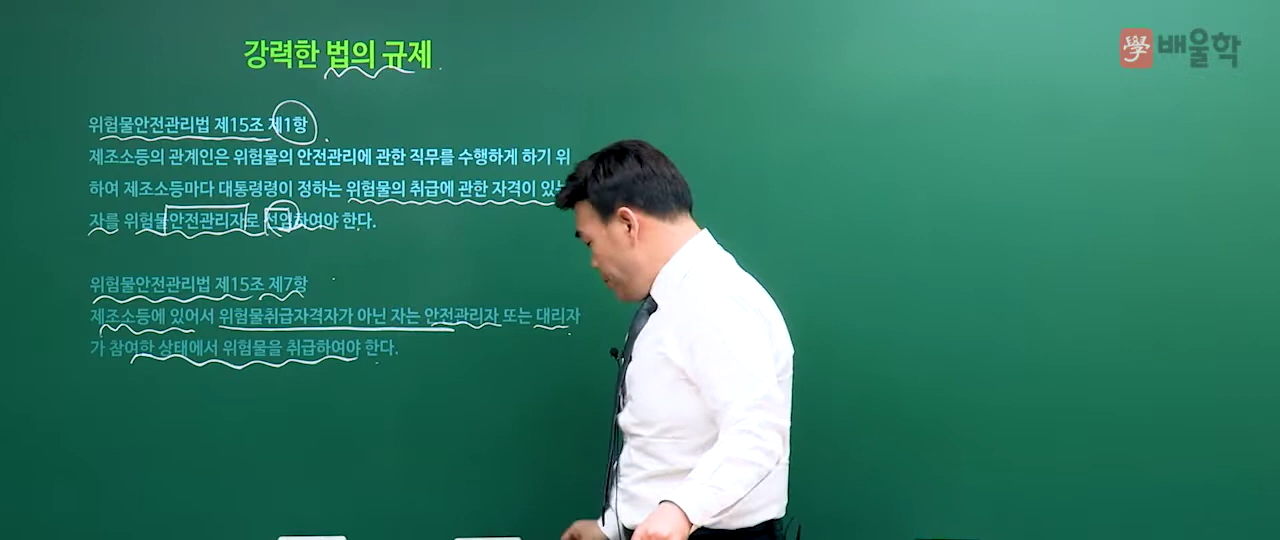 강력한 법의 규제
學 배울학
위험물안전관리법 제15조 제1항
제조소등의 관계인은 위험물의 안전관리에 관한 직무를 수행하게 하기 위
하여 제조소등마다 대통령령이 정하는 위험물의 취급에 관한 자격이 있는
자를 위험물안전관리자로 선임하여야 한다.
위험물안전관리법 제15조 제7항
제조소등에 있어서 위험물취급자격자가 아닌 자는 안전관리자 또는 대리자
가 참여한 상태에서 위험물을 취급하여야 한다.